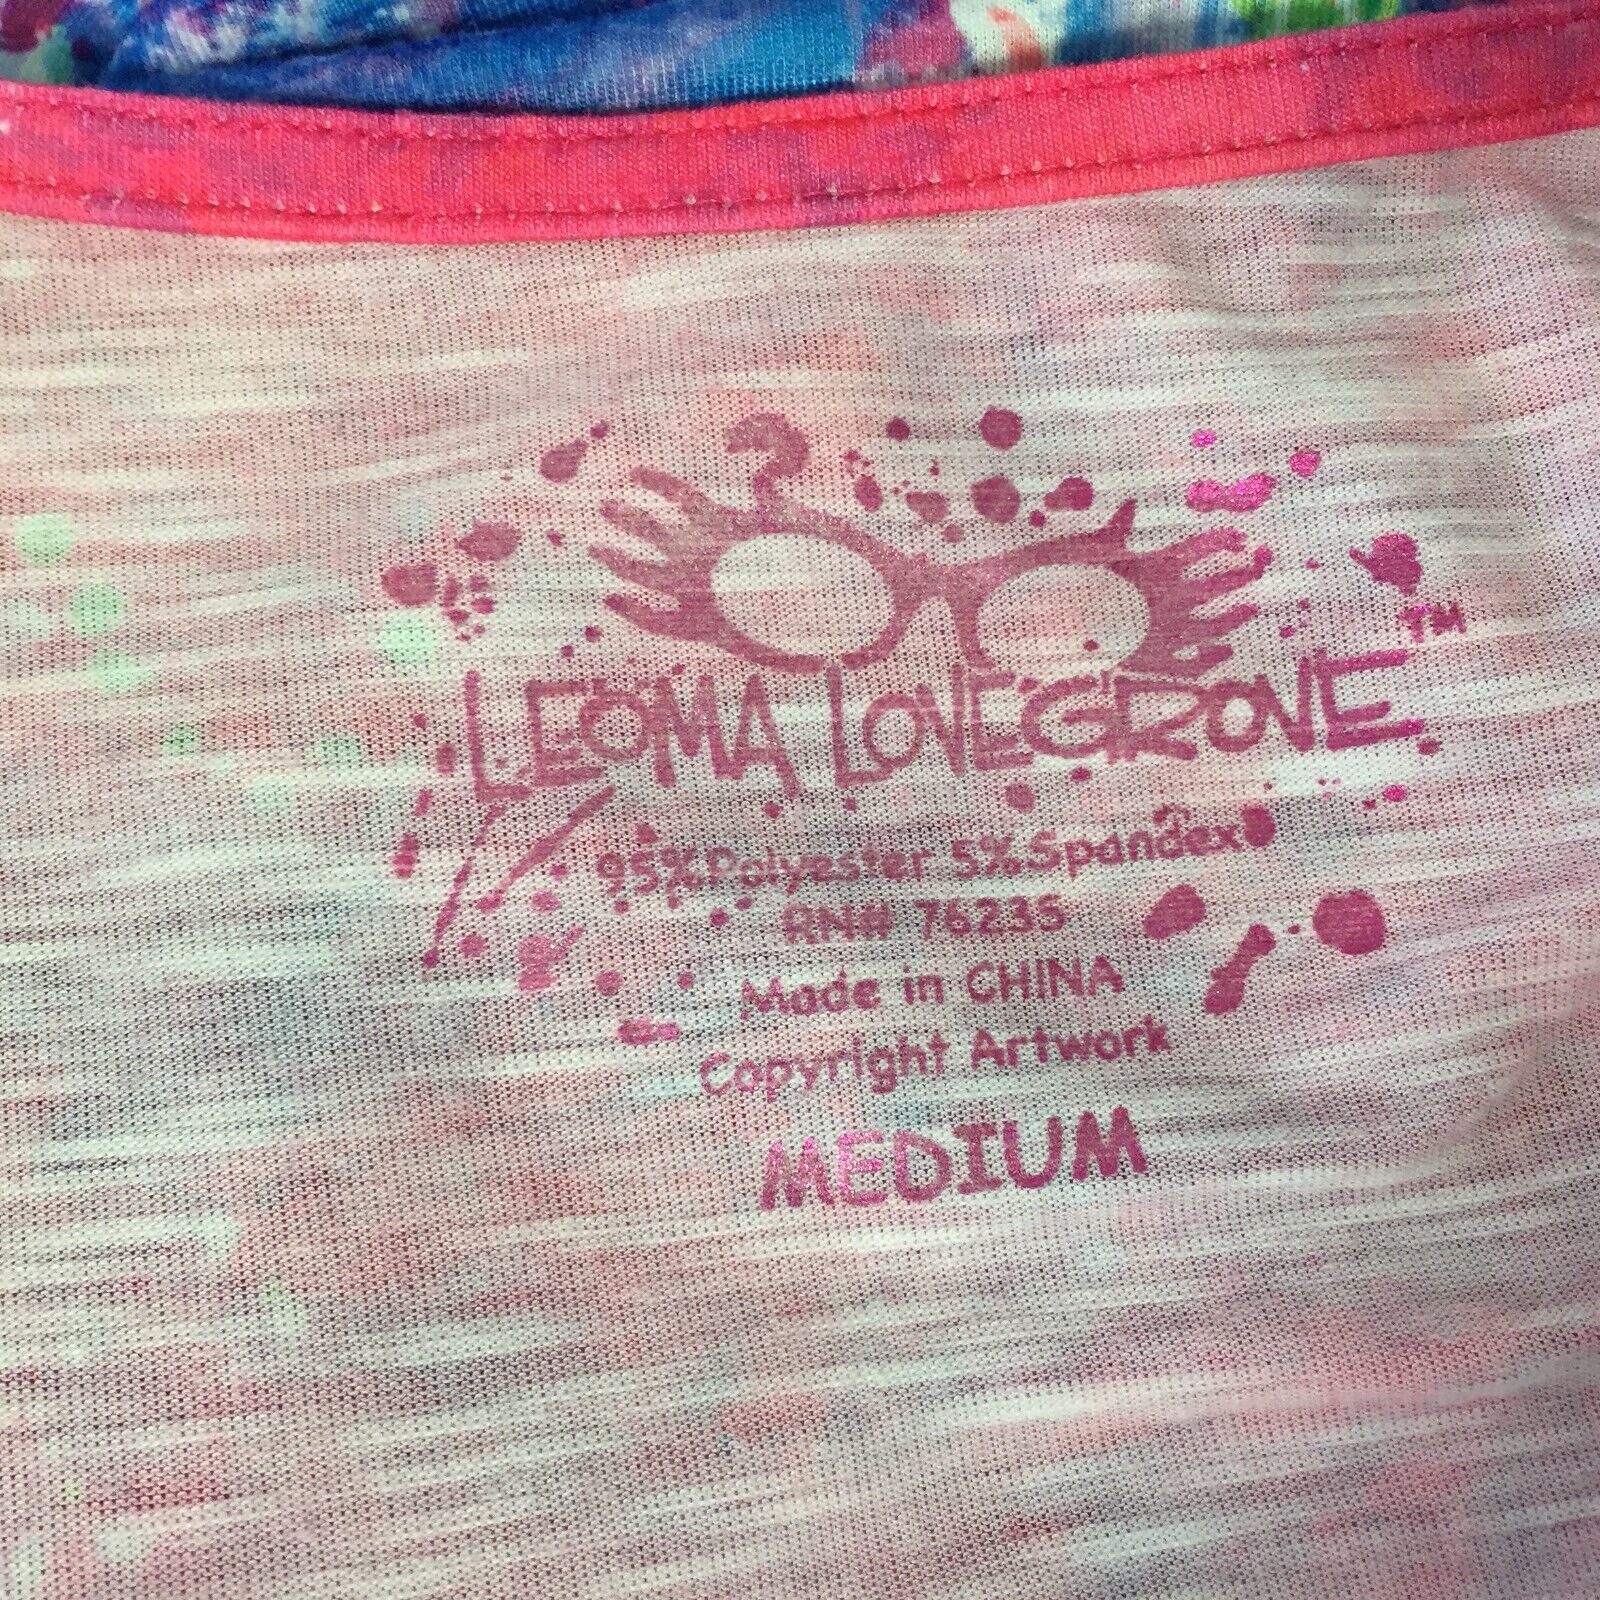 LEOMA LOVEGROVE™
95%Polyester 5%Spandex
RN# 76235
Made in CHINA
Copyright Artwork
MEDIUM